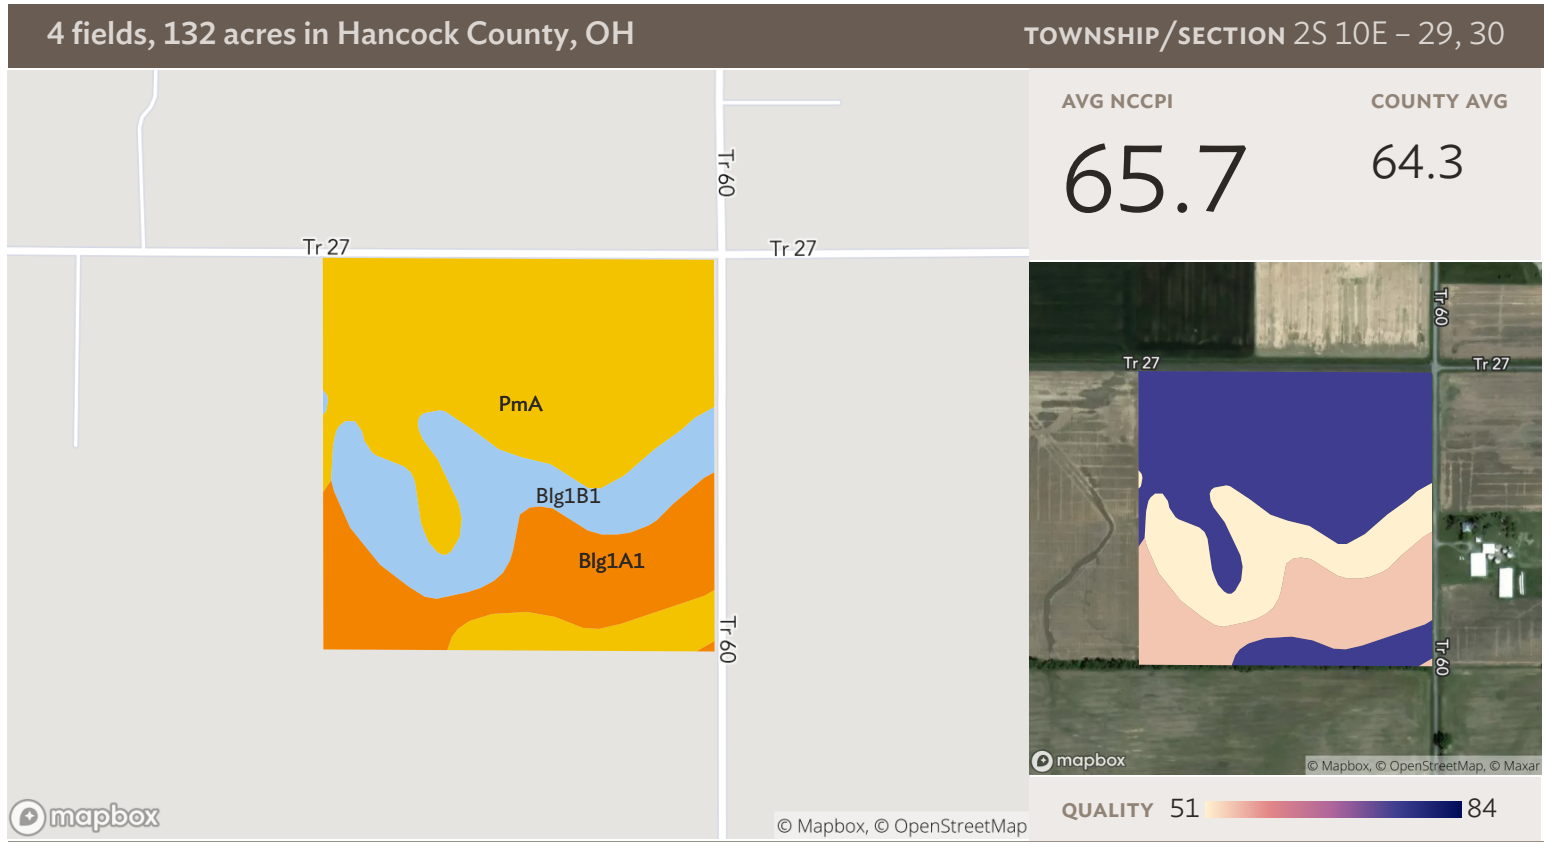 4 fields, 132 acres in Hancock County, OH
TOWNSHIP/SECTION 2S 10E – 29, 30
AVG NCCPI
COUNTY AVG
65.7
64.3
Tr 60
Tr 27
Tr 27
PmA
Blg1B1
Blg1A1
Tr 60
mapbox
© Mapbox, © OpenStreetMap
Tr 60
Tr 27
Tr 27
Tr 60
mapbox
© Mapbox, © OpenStreetMap, © Maxar
QUALITY 51 84